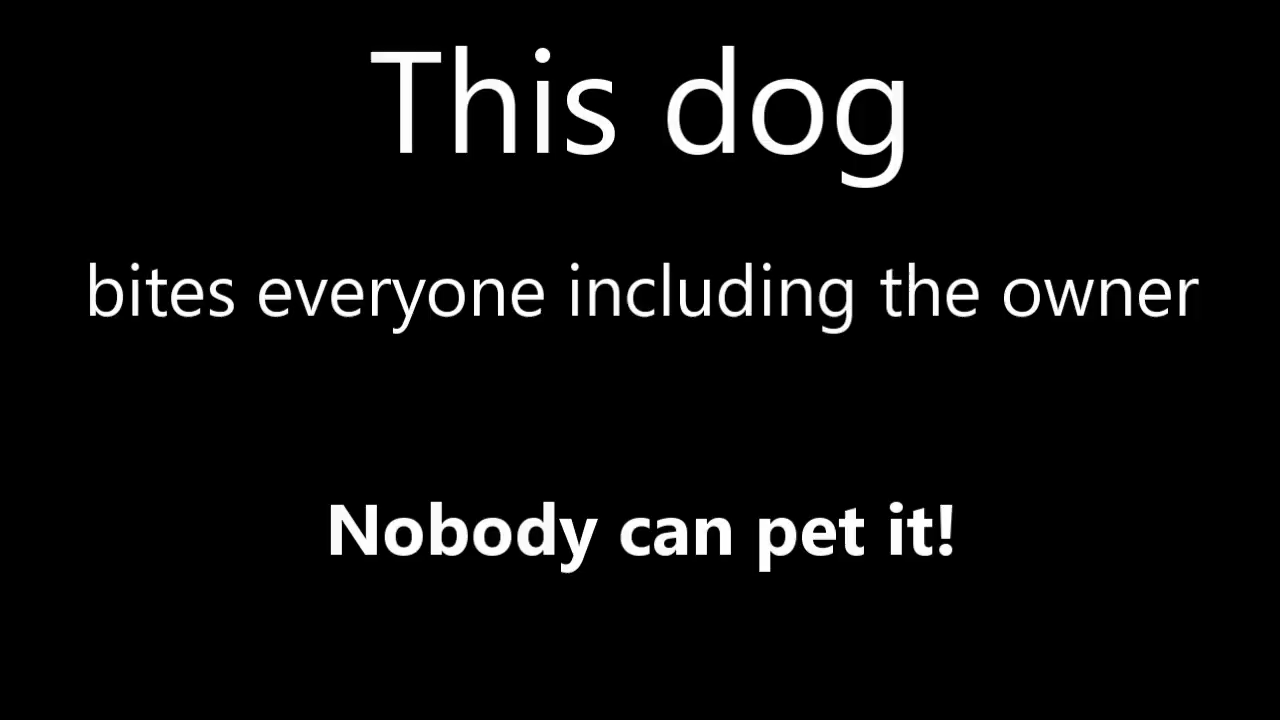 This dog
bites everyone including the owner
Nobody can pet it!